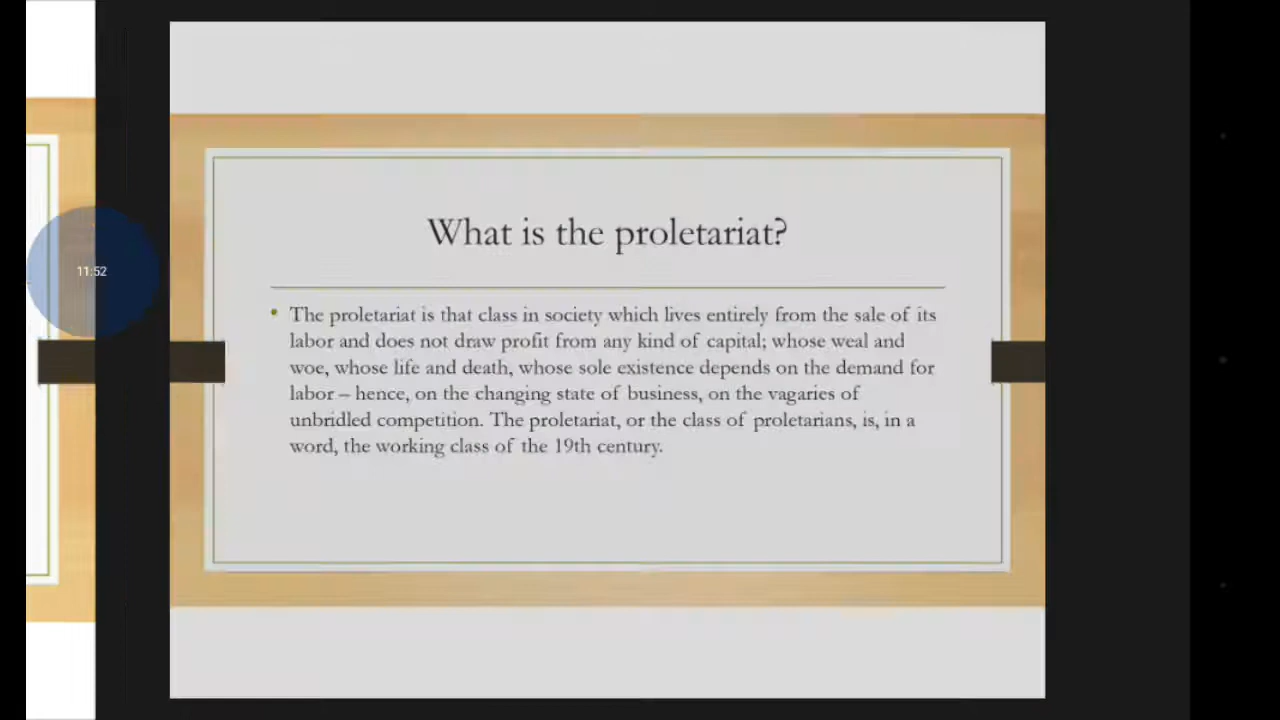 What is the proletariat?
11:52
• The proletariat is that class in society which lives entirely from the sale of its
labor and does not draw profit from any kind of capital; whose weal and
woe, whose life and death, whose sole existence depends on the demand for
labor – hence, on the changing state of business, on the vagaries of
unbridled competition. The proletariat, or the class of proletarians, is, in a
word, the working class of the 19th century.